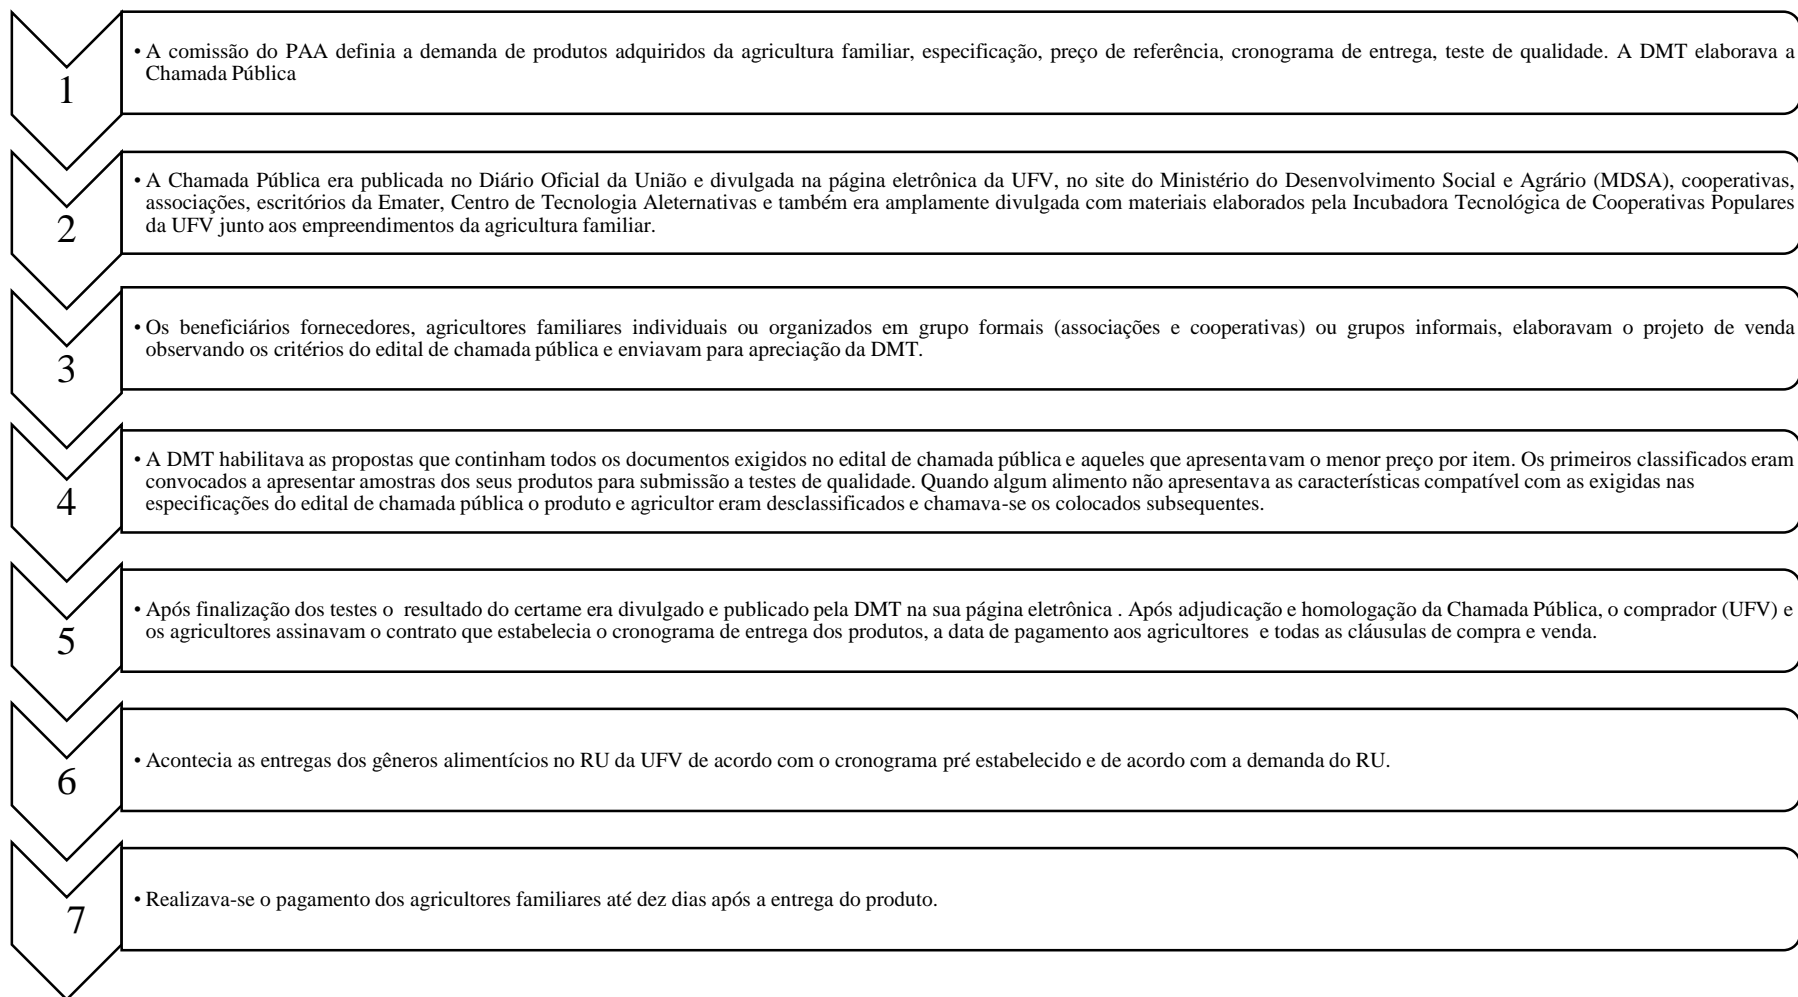 1
• A comissão do PAA definia a demanda de produtos adquiridos da agricultura familiar, especificação, preço de referência, cronograma de entrega, teste de qualidade. A DMT elaborava a
Chamada Pública
2
• A Chamada Pública era publicada no Diário Oficial da União e divulgada na página eletrônica da UFV, no site do Ministério do Desenvolvimento Social e Agrário (MDSA), cooperativas,
associações, escritórios da Emater, Centro de Tecnologia Aleternativas e também era amplamente divulgada com materiais elaborados pela Incubadora Tecnológica de Cooperativas Populares
da UFV junto aos empreendimentos da agricultura familiar.
3
• Os beneficiários fornecedores, agricultores familiares individuais ou organizados em grupo formais (associações e cooperativas) ou grupos informais, elaboravam o projeto de venda
observando os critérios do edital de chamada pública e enviavam para apreciação da DMT.
4
• A DMT habilitava as propostas que continham todos os documentos exigidos no edital de chamada pública e aqueles que apresentavam o menor preço por item. Os primeiros classificados eram
convocados a apresentar amostras dos seus produtos para submissão a testes de qualidade. Quando algum alimento não apresentava as características compatível com as exigidas nas
especificações do edital de chamada pública o produto e agricultor eram desclassificados e chamava-se os colocados subsequentes.
5
• Após finalização dos testes o resultado do certame era divulgado e publicado pela DMT na sua página eletrônica . Após adjudicação e homologação da Chamada Pública, o comprador (UFV) e
os agricultores assinavam o contrato que estabelecia o cronograma de entrega dos produtos, a data de pagamento aos agricultores e todas as cláusulas de compra e venda.
6
• Acontecia as entregas dos gêneros alimentícios no RU da UFV de acordo com o cronograma pré estabelecido e de acordo com a demanda do RU.
7
• Realizava-se o pagamento dos agricultores familiares até dez dias após a entrega do produto.